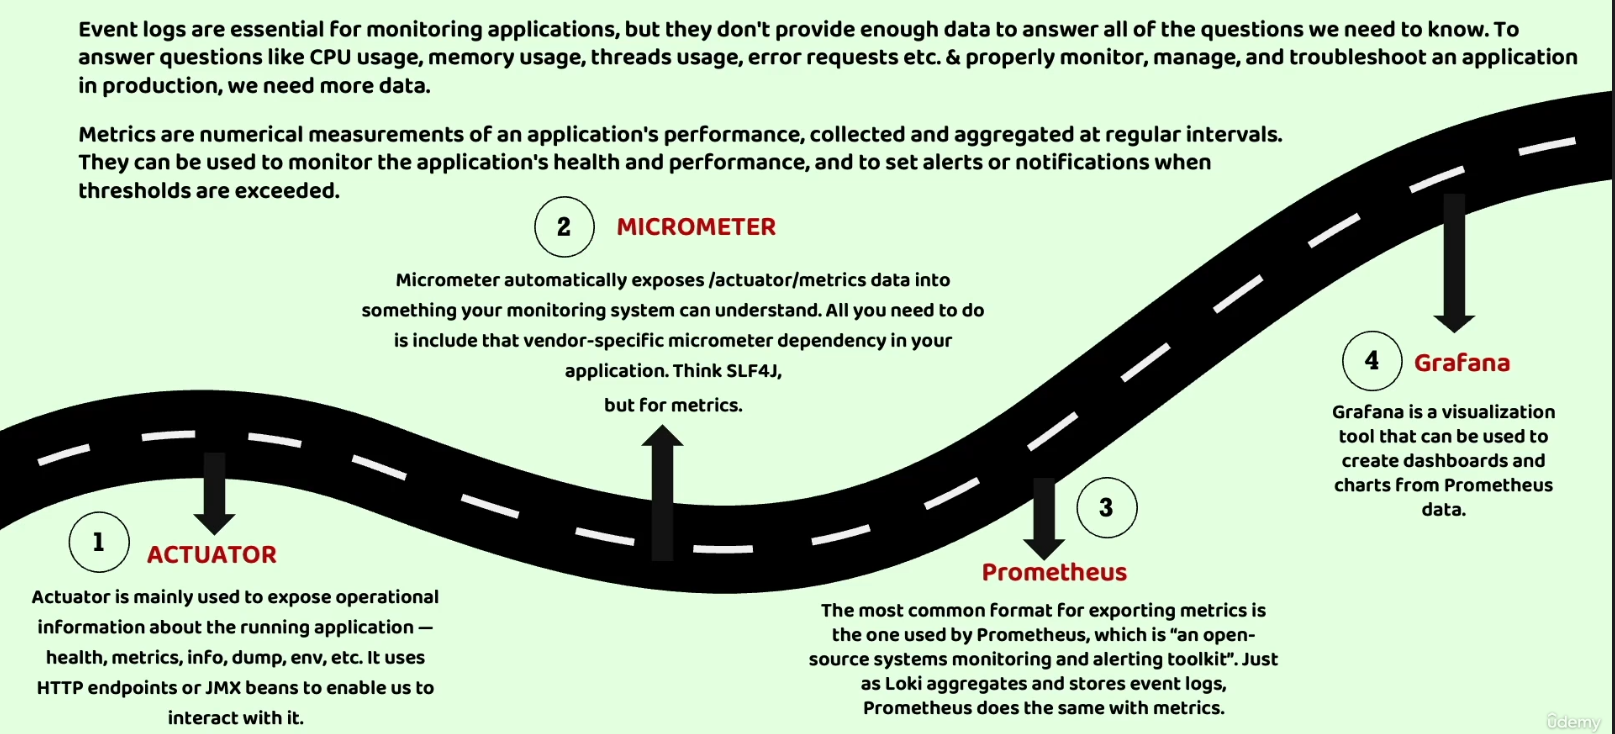 Event logs are essential for monitoring applications, but they don't provide enough data to answer all of the questions we need to know. To
answer questions like CPU usage, memory usage, threads usage, error requests etc. & properly monitor, manage, and troubleshoot an application
in production, we need more data.
Metrics are numerical measurements of an application's performance, collected and aggregated at regular intervals.
They can be used to monitor the application's health and performance, and to set alerts or notifications when
thresholds are exceeded.
2 MICROMETER
Micrometer automatically exposes /actuator/metrics data into
something your monitoring system can understand. All you need to do
is include that vendor-specific micrometer dependency in your
application. Think SLF4J,
but for metrics.
1 ACTUATOR
Actuator is mainly used to expose operational
information about the running application —
health, metrics, info, dump, env, etc. It uses
HTTP endpoints or JMX beans to enable us to
interact with it.
3
Prometheus
The most common format for exporting metrics is
the one used by Prometheus, which is “an open-
source systems monitoring and alerting toolkit”. Just
as Loki aggregates and stores event logs,
Prometheus does the same with metrics.
4 Grafana
Grafana is a visualization
tool that can be used to
create dashboards and
charts from Prometheus
data.
ûdemy